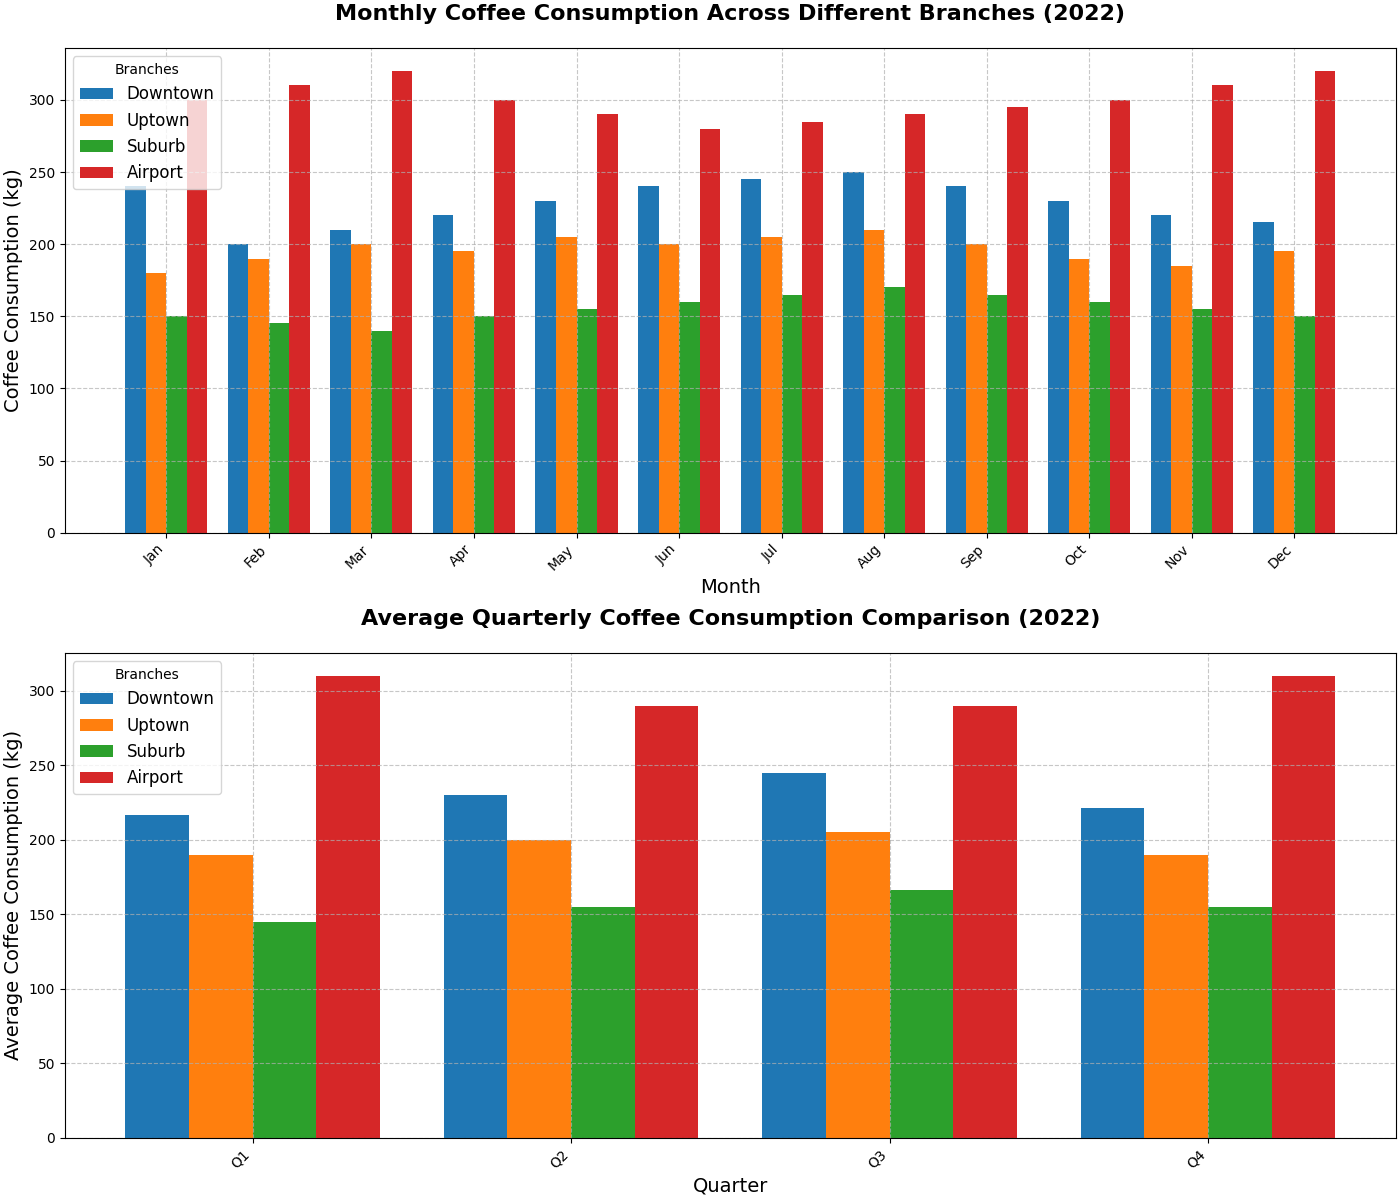 Monthly Coffee Consumption Across Different Branches (2022)
Coffee Consumption (kg)
300
250
200
150
100
50
0
Branches
Downtown
Uptown
Suburb
Airport
Jan
Feb
Mar
Apr
May
Jun
Jul
Aug
Sep
Oct
Nov
Dec
Month
Average Quarterly Coffee Consumption Comparison (2022)
Average Coffee Consumption (kg)
300
250
200
150
100
50
0
Branches
Downtown
Uptown
Suburb
Airport
Q1
Q2
Q3
Q4
Quarter